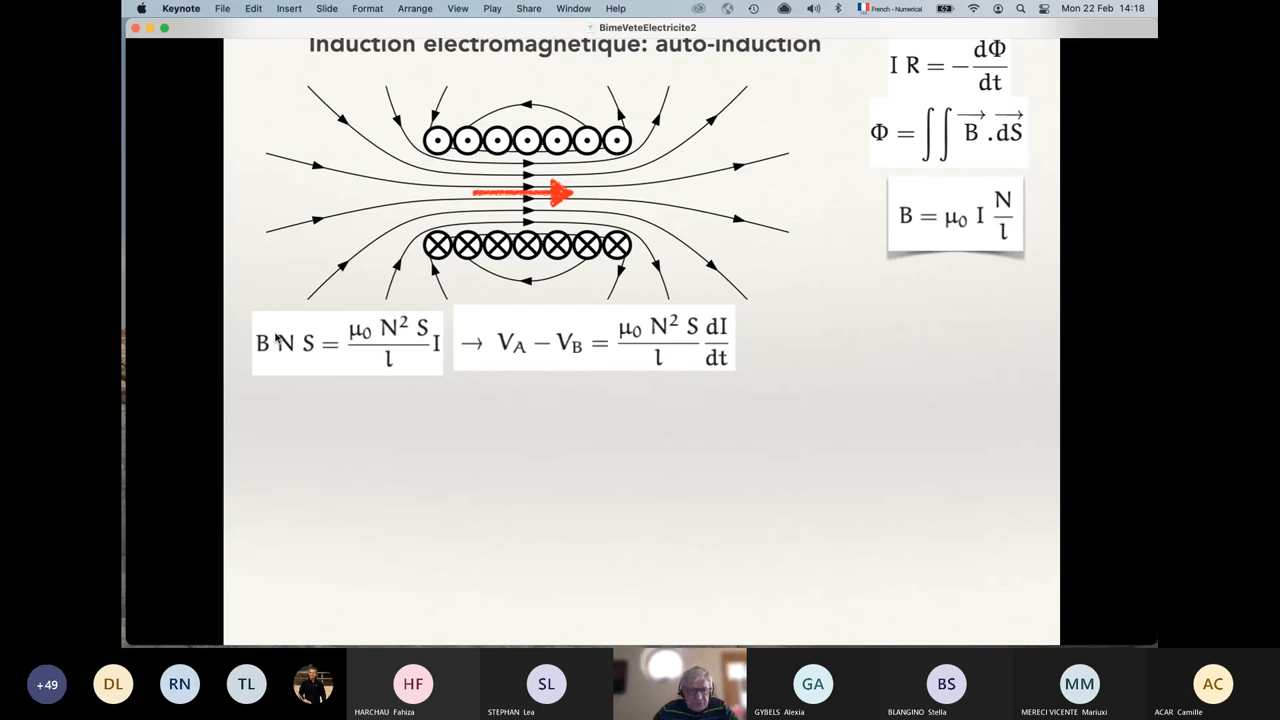 Keynote File Edit Insert Slide Format Arrange View Play Share Window Help French - Numerical Mon 22 Feb 14:18
BimeVeteElectricite2
Induction électromagnétique: auto-induction
I R = − dΦ/dt
Φ = ∫∫ B⃗ . dS⃗
B = μ₀ I N/l
B N S = μ₀ N² S/l I
→ V_A − V_B = μ₀ N² S/l dI/dt
+49 DL RN TL HF SL GA BS MM AC
HARCHAU Fahiza STEPHAN Lea GYBELS Alexia BLANGINO Stella MERECI VICENTE Mariuxi ACAR Camille